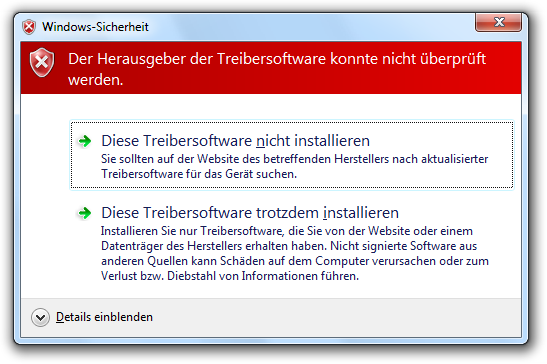 Windows-Sicherheit
Der Herausgeber der Treibersoftware konnte nicht überprüft
werden.
Diese Treibersoftware nicht installieren
Sie sollten auf der Website des betreffenden Herstellers nach aktualisierter
Treibersoftware für das Gerät suchen.
Diese Treibersoftware trotzdem installieren
Installieren Sie nur Treibersoftware, die Sie von der Website oder einem
Datenträger des Herstellers erhalten haben. Nicht signierte Software aus
anderen Quellen kann Schäden auf dem Computer verursachen oder zum
Verlust bzw. Diebstahl von Informationen führen.
Details einblenden